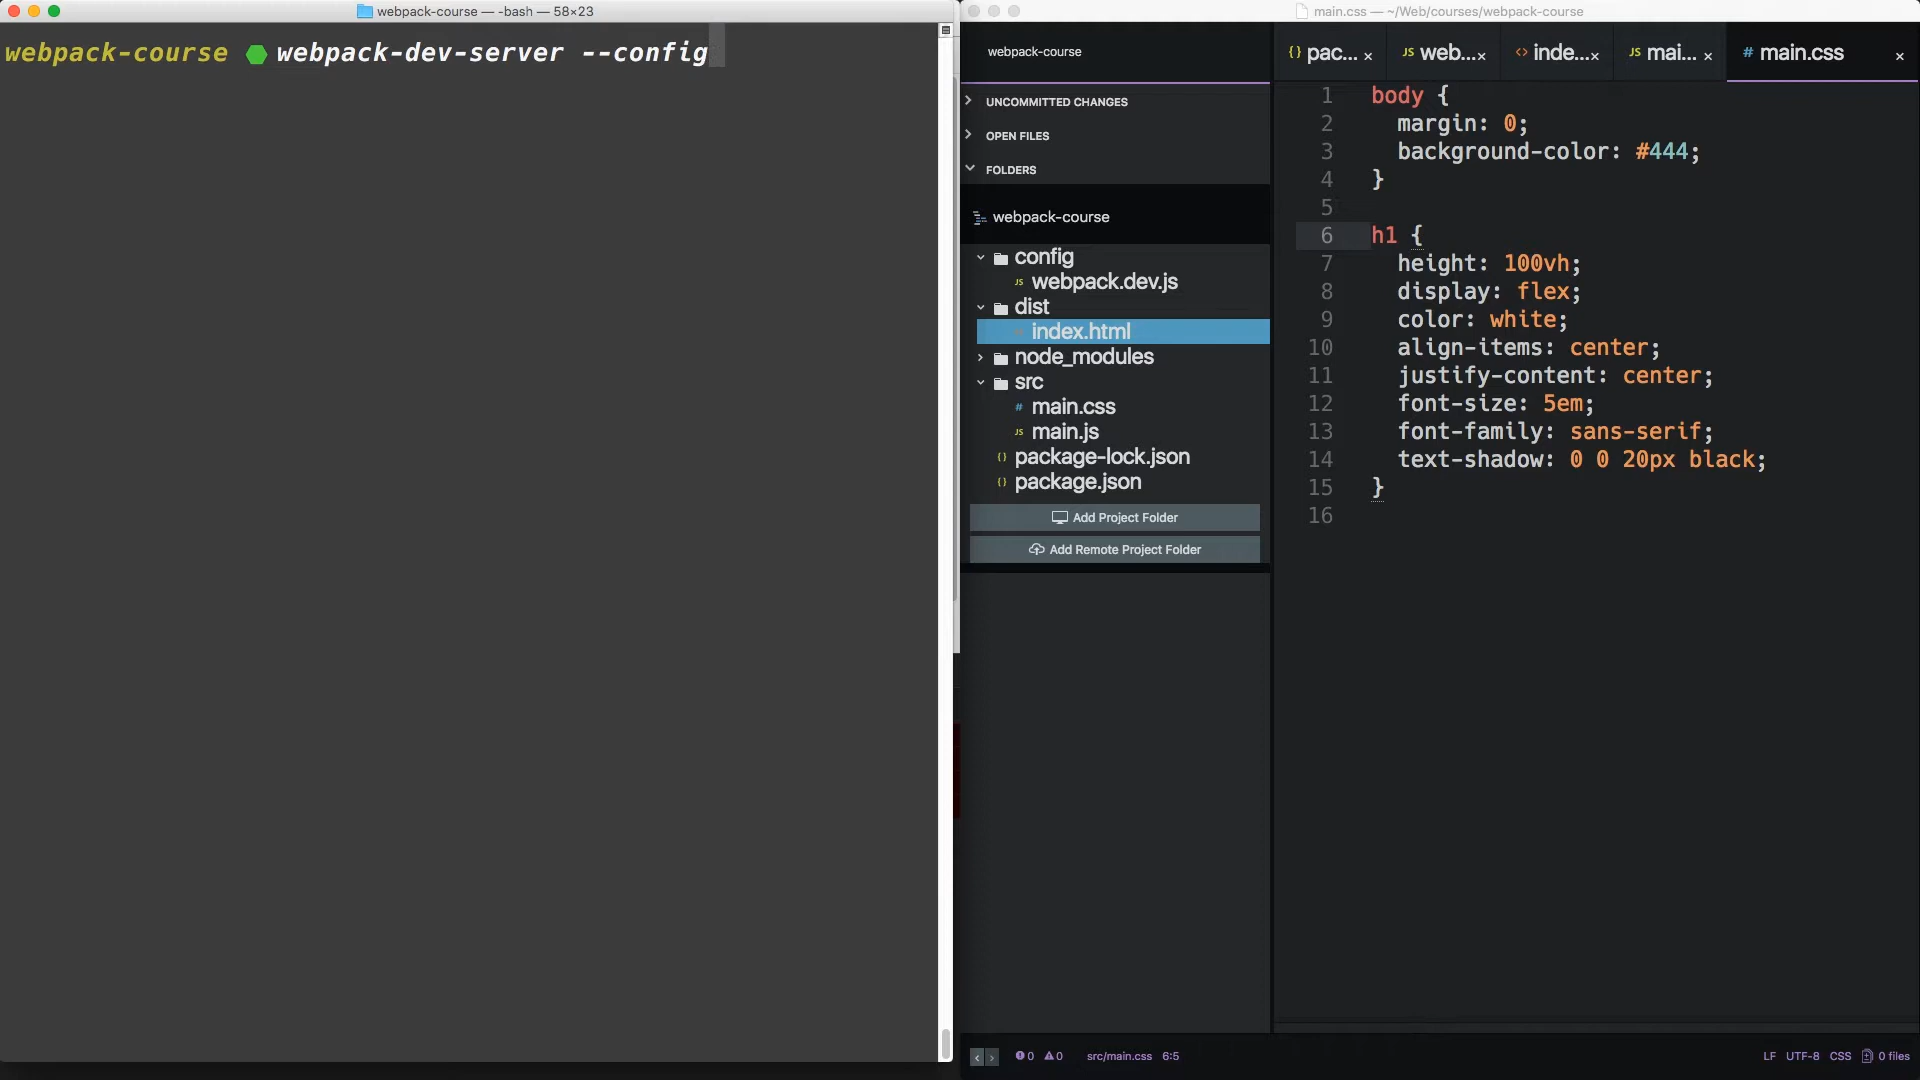 webpack-course — -bash — 58×23
webpack-course webpack-dev-server --config
main.css — ~/Web/courses/webpack-course
webpack-course
UNCOMMITTED CHANGES
OPEN FILES
FOLDERS
webpack-course
config
JS webpack.dev.js
dist
index.html
node_modules
src
# main.css
JS main.js
{} package-lock.json
{} package.json
Add Project Folder
Add Remote Project Folder
{} pac... × JS web... × <> inde... × JS mai... × # main.css ×
1 body {
2 margin: 0;
3 background-color: #444;
4 }
5
6 h1 {
7 height: 100vh;
8 display: flex;
9 color: white;
10 align-items: center;
11 justify-content: center;
12 font-size: 5em;
13 font-family: sans-serif;
14 text-shadow: 0 0 20px black;
15 }
16
0 0 src/main.css 6:5 LF UTF-8 CSS 0 files